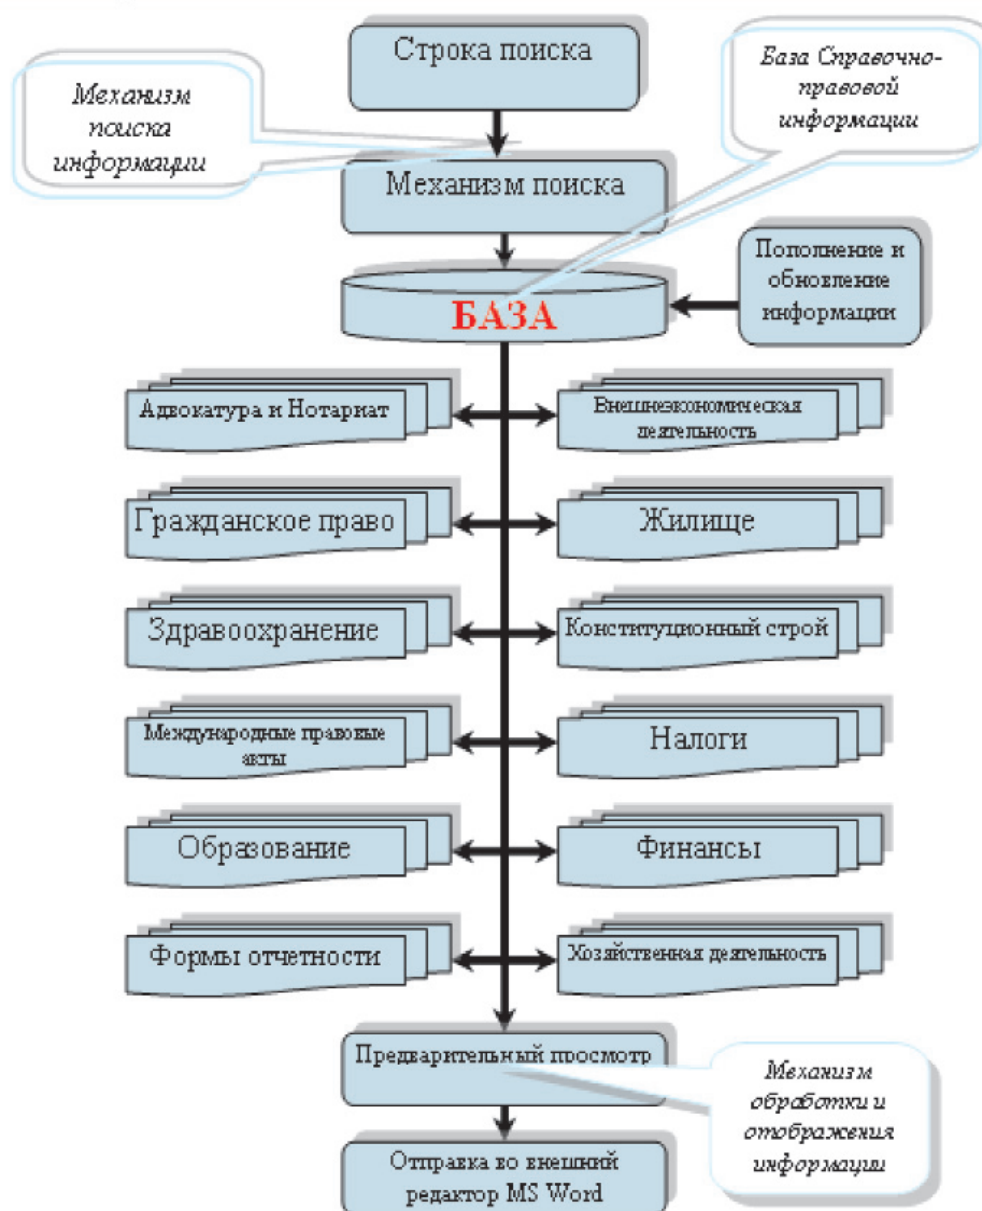 Строка поиска
Механизм
поиска
информации
База Справочно-
правовой
информации
Механизм поиска
Пополнение и
обновление
информации
БАЗА
Адвокатура и Нотариат
Внешнеэкономическая
деятельность
Гражданское право
Жилище
Здравоохранение
Конституционный строй
Международные правовые
акты
Налоги
Образование
Финансы
Формы отчетности
Хозяйственная деятельность
Предварительный просмотр
Механизм
обработки и
отображения
информации
Отправка во внешний
редактор MS Word